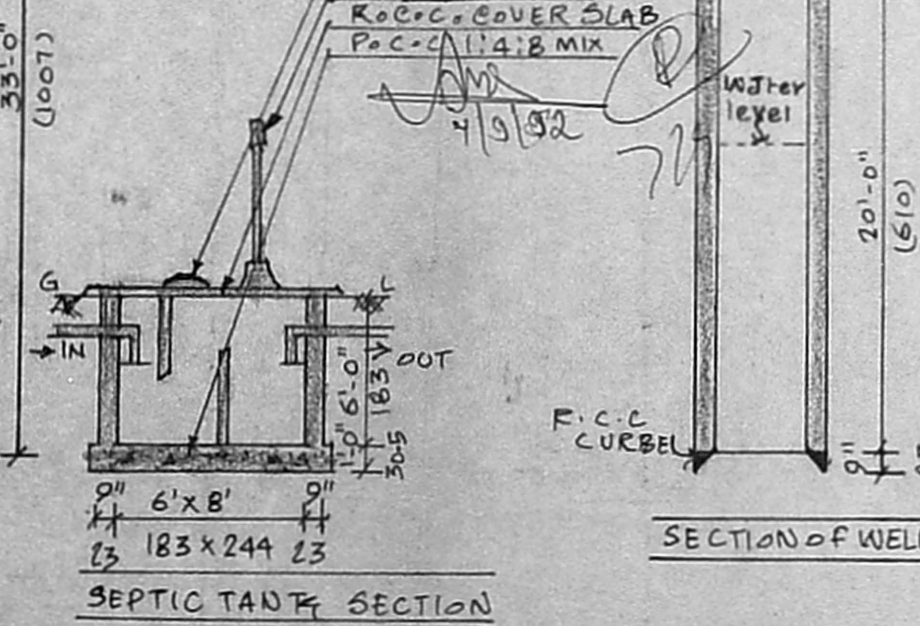 R.C.C. COVER SLAB
P.C.C. 1:4:8 MIX
33'-0"
(1007)
4/9/92
Water
level
20'-0"
(610)
G
L
→ IN
OUT
6'-0"
183
1'-0"
30.5
R.C.C
CURBEL
9"
9"
6'X8'
9"
23
183 x 244
23
SEPTIC TANK SECTION
SECTION OF WELL